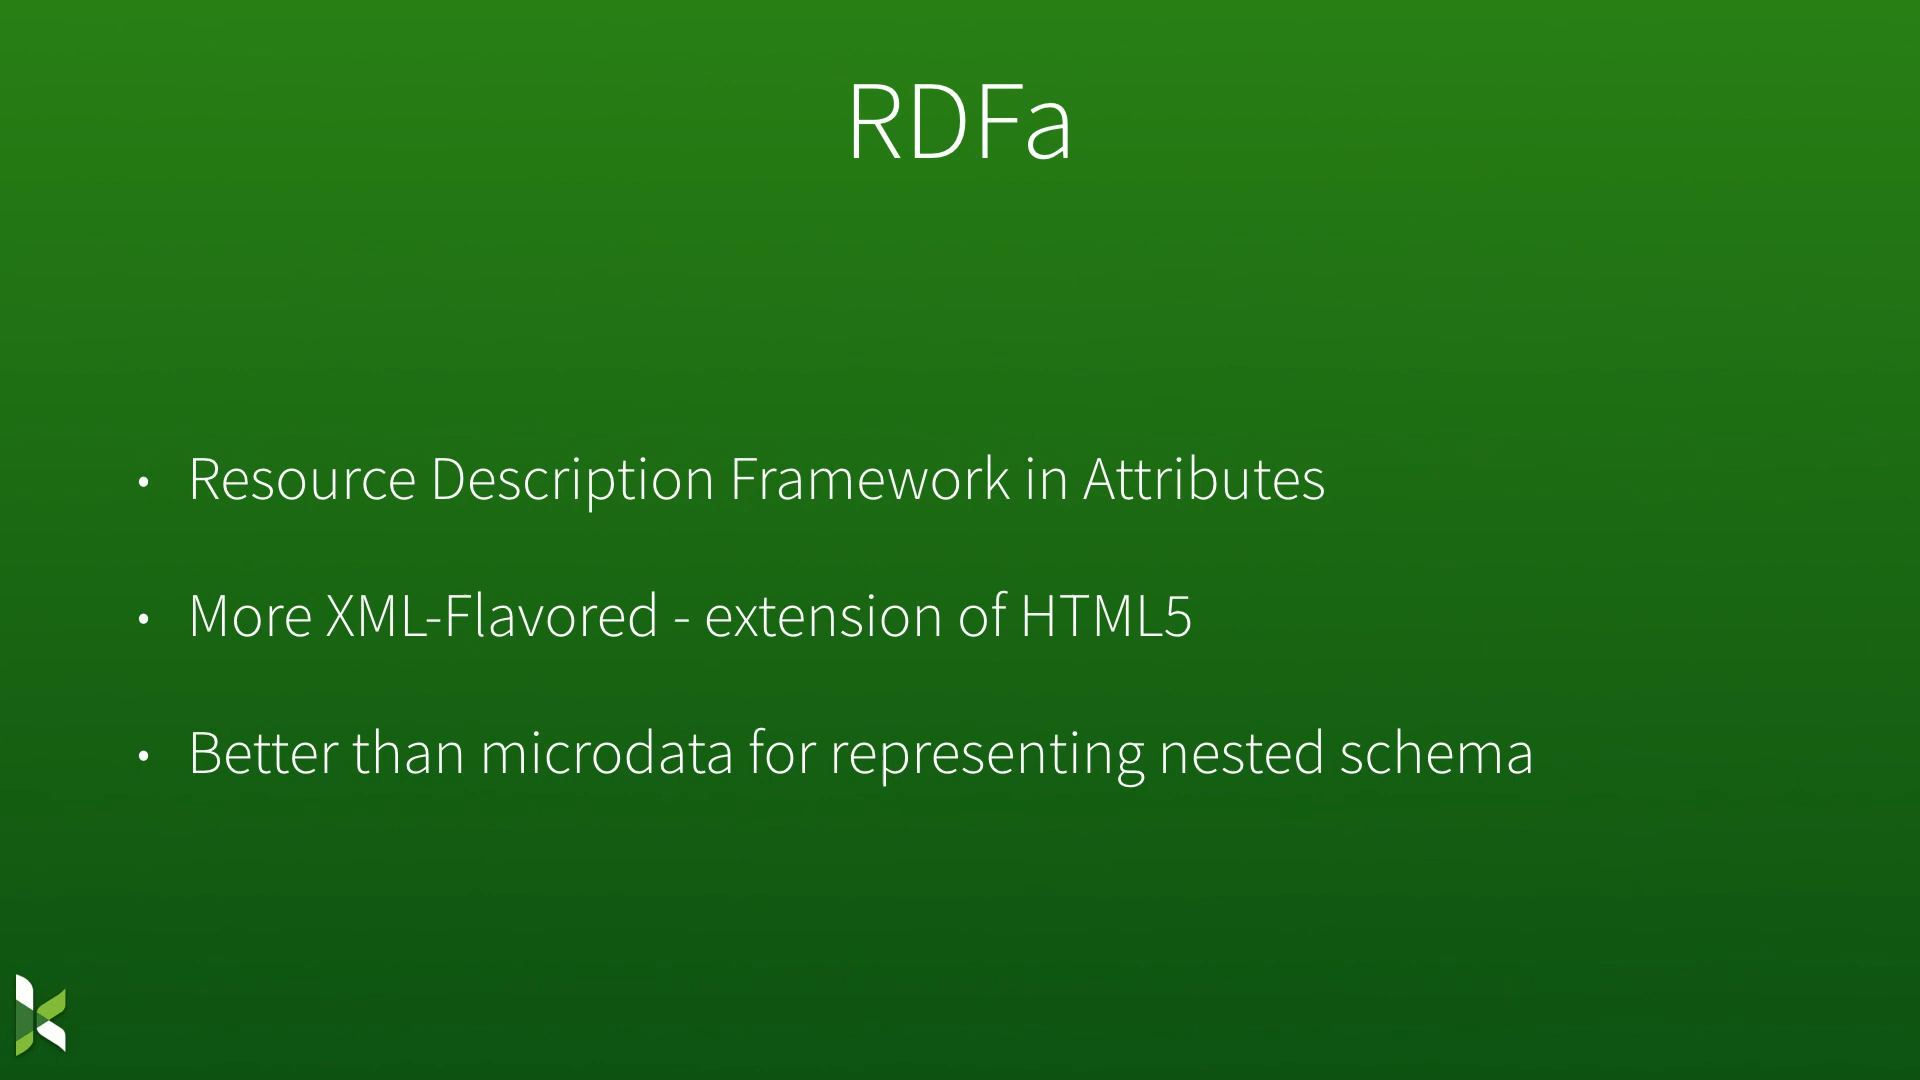 RDFa
• Resource Description Framework in Attributes
• More XML-Flavored - extension of HTML5
• Better than microdata for representing nested schema